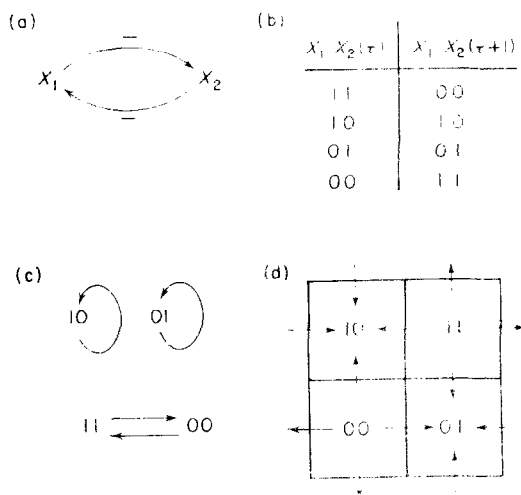 (a)
X₁ X₂
– –
(b)
X₁ X₂(τ) X₁ X₂(τ+1)
11 00
10 10
01 01
00 11
(c)
10 01
11 00
(d)
10 11
00 01